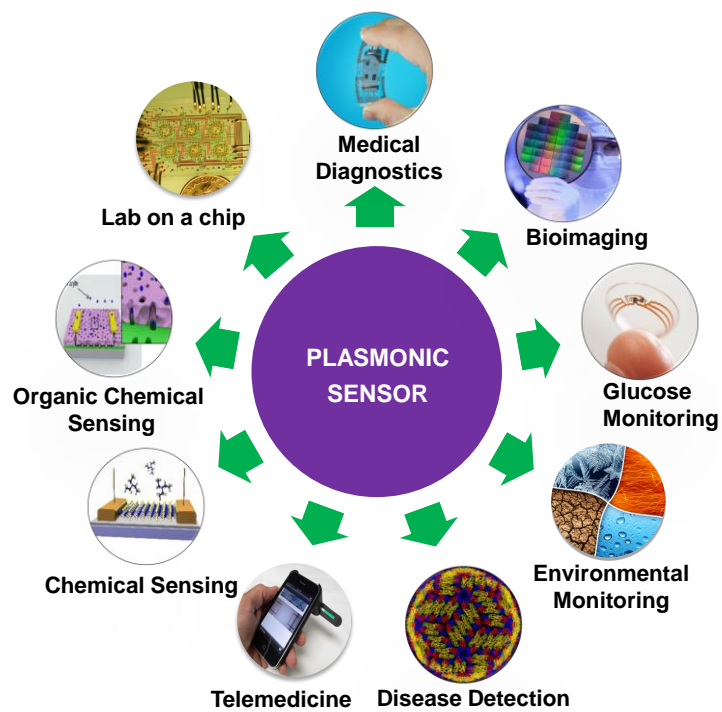 Medical
Diagnostics
Lab on a chip
Bioimaging
PLASMONIC
SENSOR
Organic Chemical
Sensing
Glucose
Monitoring
Chemical Sensing
Environmental
Monitoring
Telemedicine
Disease Detection